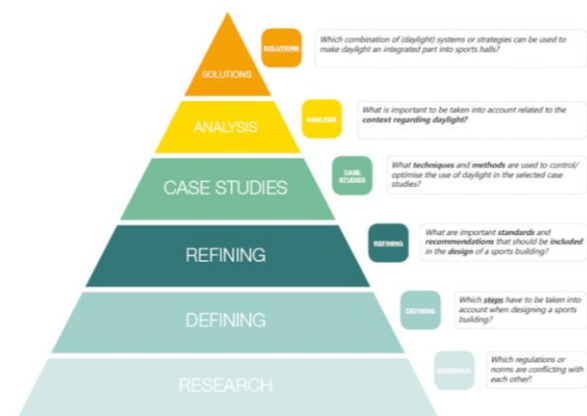 SOLUTIONS
SOLUTIONS
Which combination of (daylight) systems or strategies can be used to
make daylight an integrated part into sports halls?
ANALYSIS
ANALYSIS
What is important to be taken into account related to the
context regarding daylight?
CASE STUDIES
CASE
STUDIES
What techniques and methods are used to control/
optimise the use of daylight in the selected case
studies?
REFINING
REFINING
What are important standards and
recommendations that should be included
in the design of a sports building?
DEFINING
DEFINING
Which steps have to be taken into
account when designing a sports
building?
RESEARCH
RESEARCH
Which regulations or
norms are conflicting with
each other?